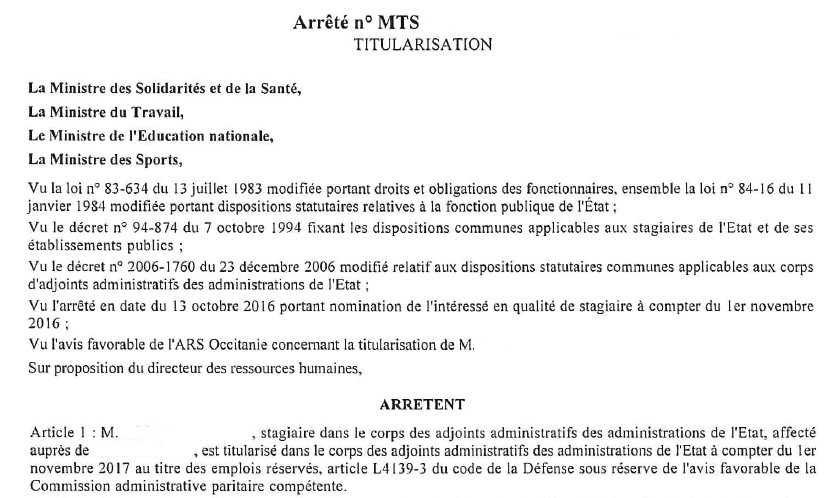 Arrêté n° MTS
TITULARISATION
La Ministre des Solidarités et de la Santé,
La Ministre du Travail,
Le Ministre de l'Education nationale,
La Ministre des Sports,
Vu la loi n° 83-634 du 13 juillet 1983 modifiée portant droits et obligations des fonctionnaires, ensemble la loi n° 84-16 du 11
janvier 1984 modifiée portant dispositions statutaires relatives à la fonction publique de l'État ;
Vu le décret n° 94-874 du 7 octobre 1994 fixant les dispositions communes applicables aux stagiaires de l'Etat et de ses
établissements publics ;
Vu le décret n° 2006-1760 du 23 décembre 2006 modifié relatif aux dispositions statutaires communes applicables aux corps
d'adjoints administratifs des administrations de l'Etat ;
Vu l'arrêté en date du 13 octobre 2016 portant nomination de l'intéressé en qualité de stagiaire à compter du 1er novembre
2016 ;
Vu l'avis favorable de l'ARS Occitanie concernant la titularisation de M.
Sur proposition du directeur des ressources humaines,
ARRETENT
Article 1 : M. , stagiaire dans le corps des adjoints administratifs des administrations de l'Etat, affecté
auprès de , est titularisé dans le corps des adjoints administratifs des administrations de l'Etat à compter du 1er
novembre 2017 au titre des emplois réservés, article L4139-3 du code de la Défense sous réserve de l'avis favorable de la
Commission administrative paritaire compétente.